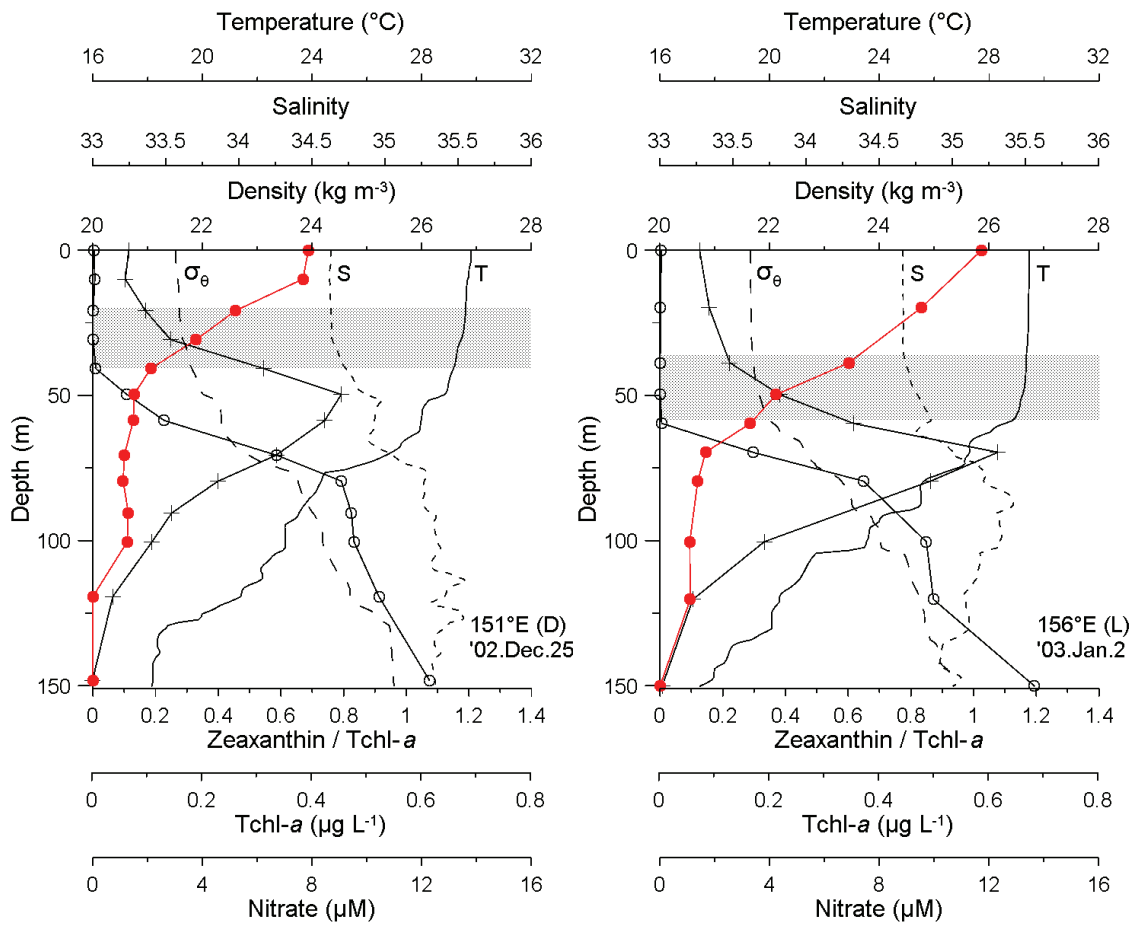 Temperature (°C)
16 20 24 28 32
Salinity
33 33.5 34 34.5 35 35.5 36
Density (kg m-3)
20 22 24 26 28
0
50
100
150
Depth (m)
σθ
S
T
151°E (D)
'02.Dec.25
0 0.2 0.4 0.6 0.8 1 1.2 1.4
Zeaxanthin / Tchl-a
0 0.2 0.4 0.6 0.8
Tchl-a (µg L-1)
0 4 8 12 16
Nitrate (µM)
Temperature (°C)
16 20 24 28 32
Salinity
33 33.5 34 34.5 35 35.5 36
Density (kg m-3)
20 22 24 26 28
0
50
100
150
Depth (m)
σθ
S
T
156°E (L)
'03.Jan.2
0 0.2 0.4 0.6 0.8 1 1.2 1.4
Zeaxanthin / Tchl-a
0 0.2 0.4 0.6 0.8
Tchl-a (µg L-1)
0 4 8 12 16
Nitrate (µM)